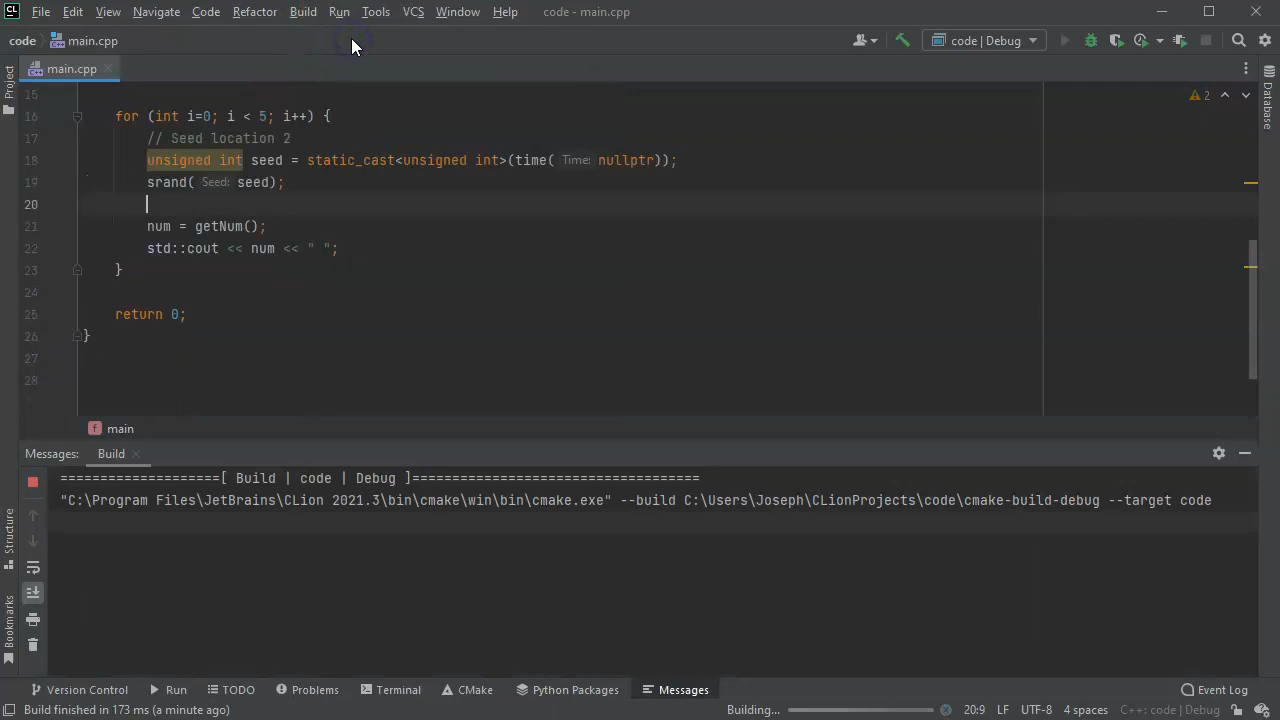 CL File Edit View Navigate Code Refactor Build Run Tools VCS Window Help code - main.cpp
code main.cpp code | Debug
main.cpp
Project
Database
15
16 for (int i=0; i < 5; i++) { 2
17 // Seed location 2
18 unsigned int seed = static_cast<unsigned int>(time( Time: nullptr));
19 srand( Seed: seed);
20
21 num = getNum();
22 std::cout << num << " ";
23 }
24
25 return 0;
26 }
27
28
f main
Messages: Build
====================[ Build | code | Debug ]====================================
"C:\Program Files\JetBrains\CLion 2021.3\bin\cmake\win\bin\cmake.exe" --build C:\Users\Joseph\CLionProjects\code\cmake-build-debug --target code
Structure
Bookmarks
Version Control Run TODO Problems Terminal CMake Python Packages Messages Event Log
Build finished in 173 ms (a minute ago) Building... 20:9 LF UTF-8 4 spaces C++: code | Debug